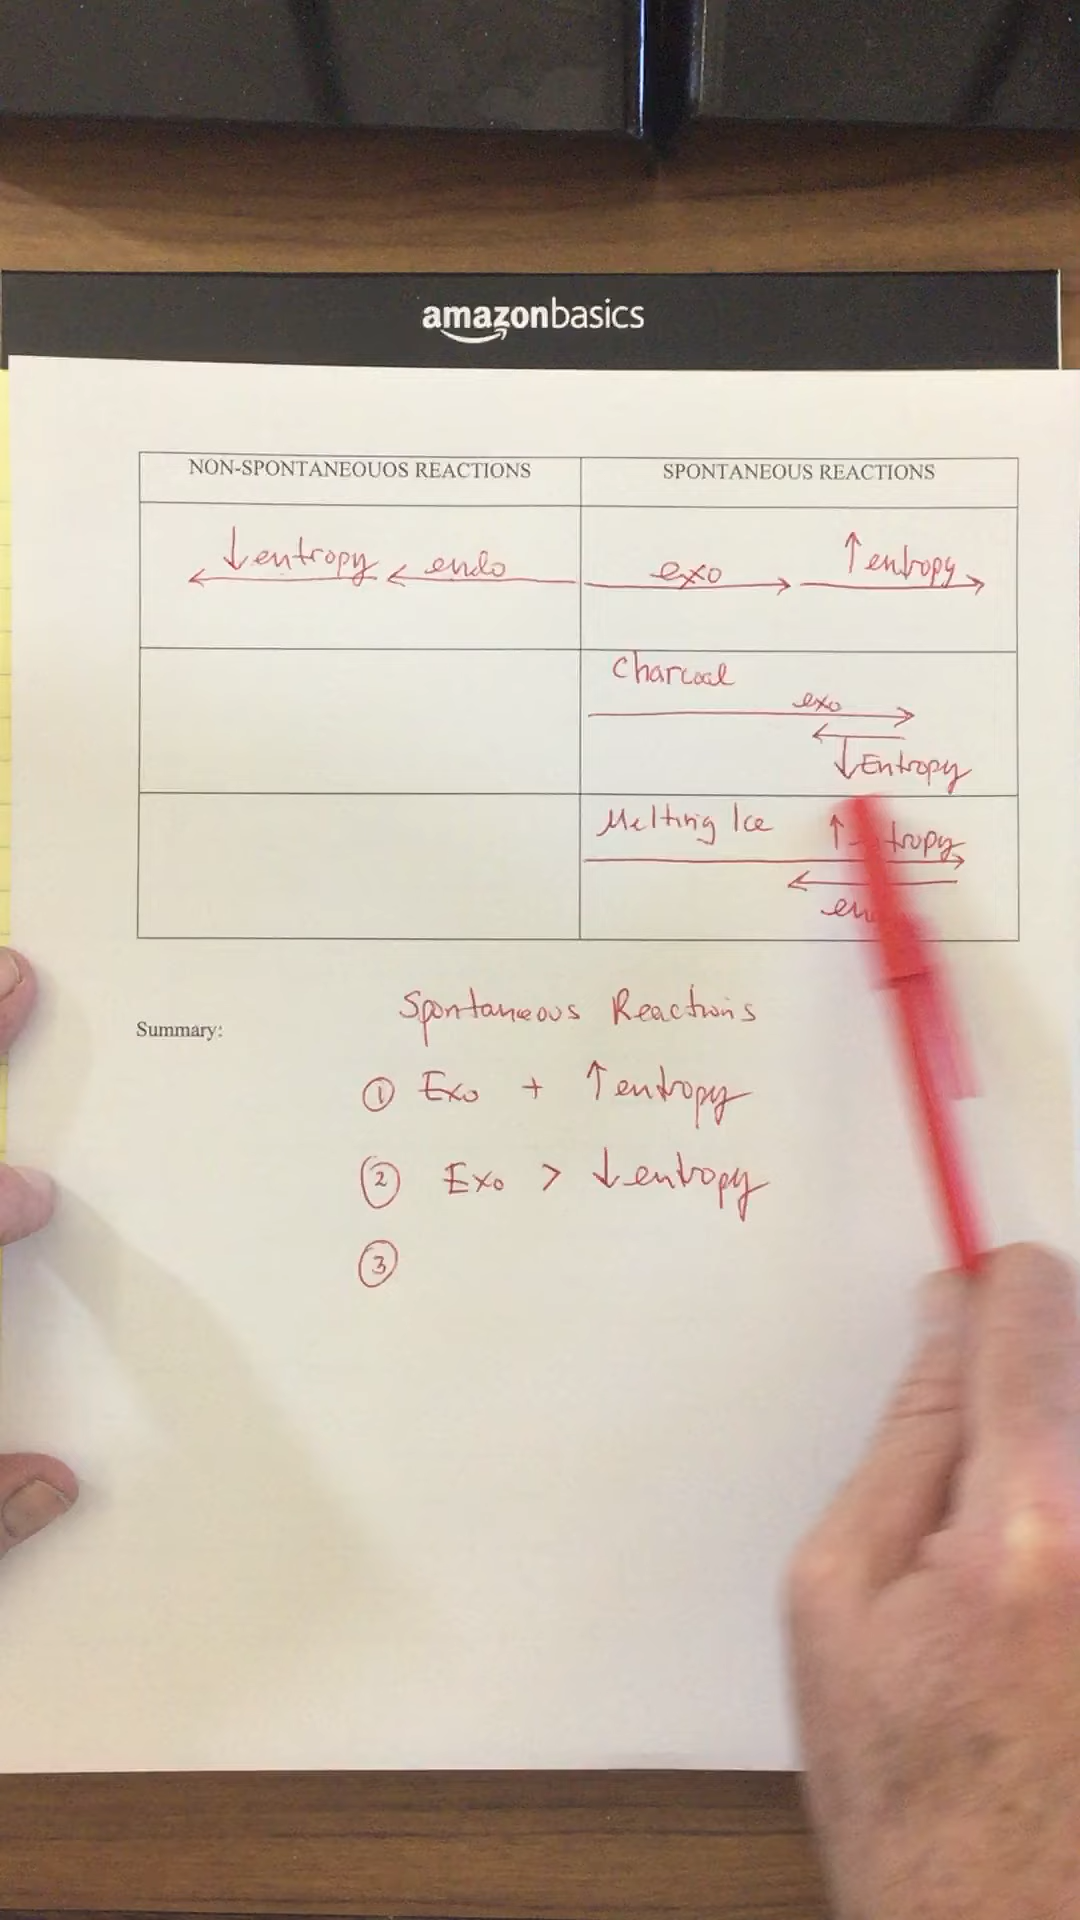 amazonbasics
NON-SPONTANEOUOS REACTIONS
SPONTANEOUS REACTIONS
↓entropy endo
exo ↑entropy
Charcoal
exo
↓Entropy
Melting Ice ↑
Spontaneous Reactions
Summary:
① Exo + ↑entropy
② Exo > ↓entropy
③